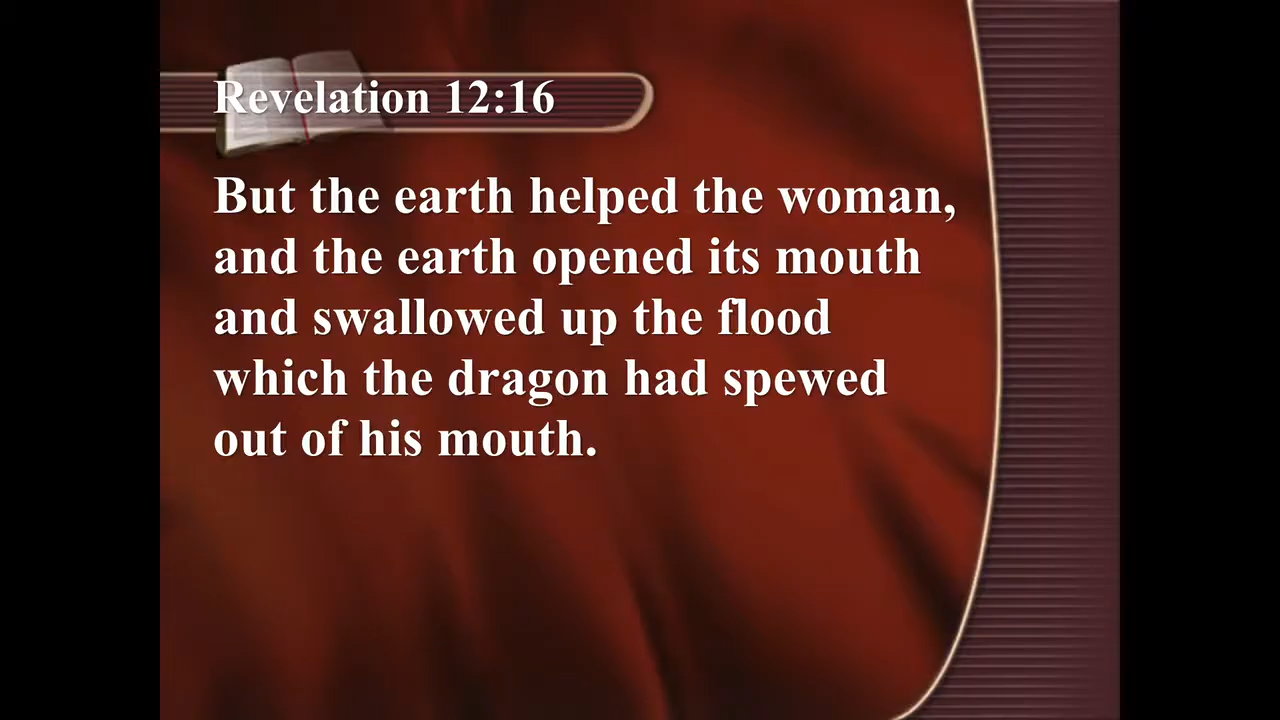 Revelation 12:16
But the earth helped the woman,
and the earth opened its mouth
and swallowed up the flood
which the dragon had spewed
out of his mouth.